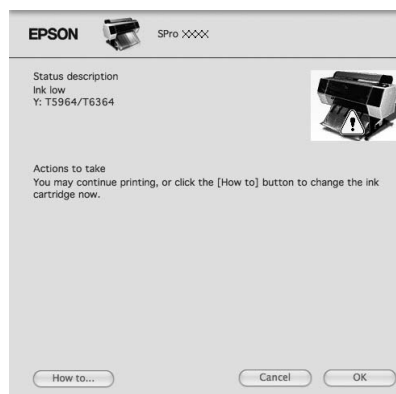 EPSON SPro XXXX
Status description
Ink low
Y: T5964/T6364
Actions to take
You may continue printing, or click the [How to] button to change the ink
cartridge now.
How to... Cancel OK